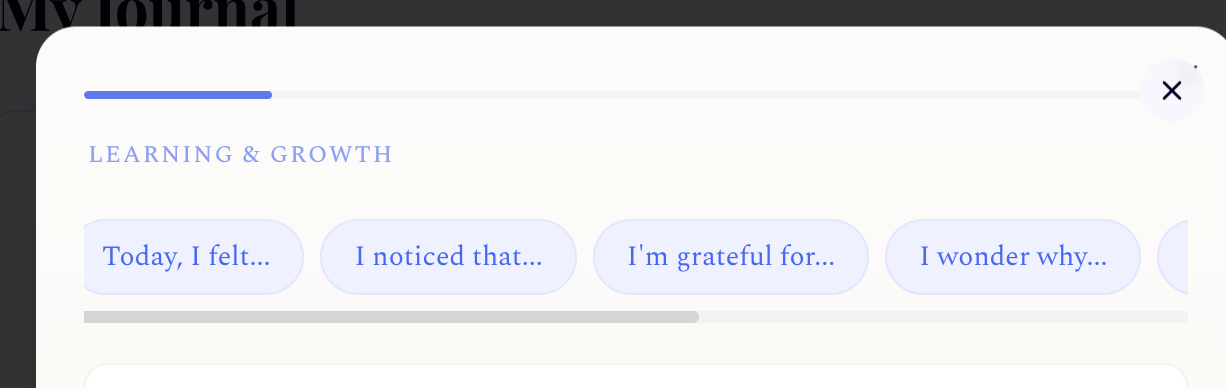 My Journal
LEARNING & GROWTH
Today, I felt...
I noticed that...
I'm grateful for...
I wonder why...